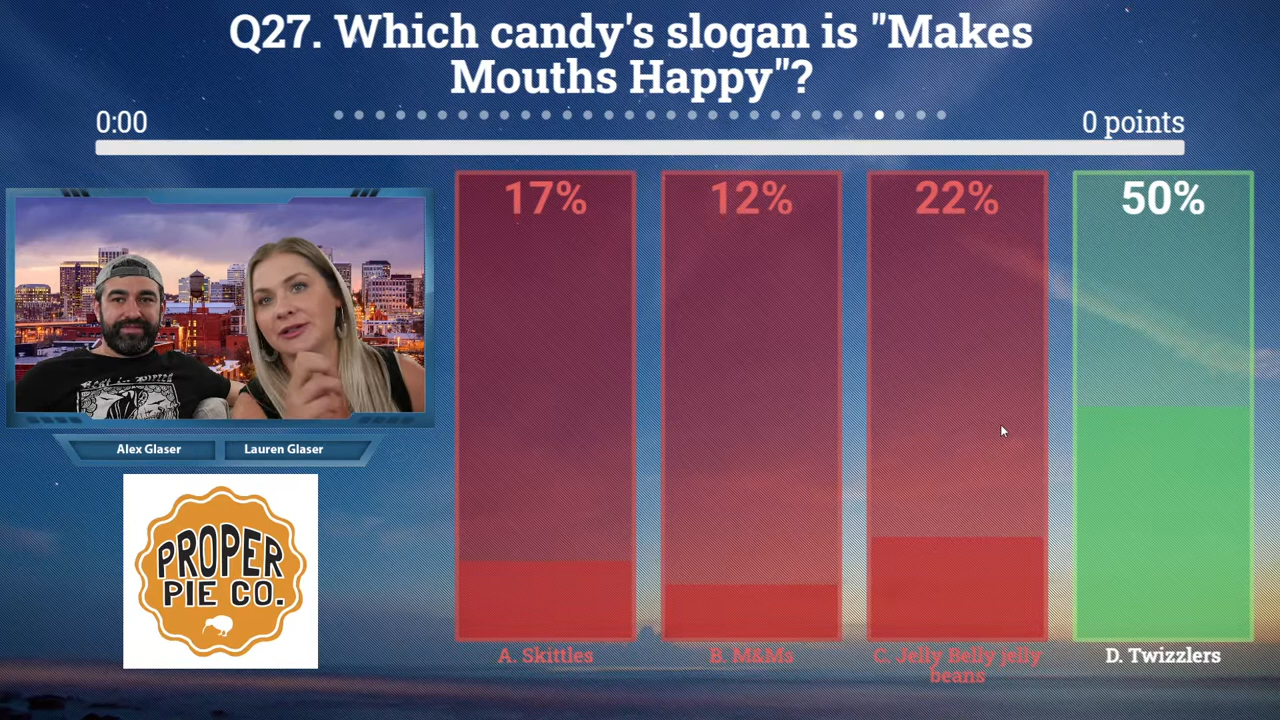 Q27. Which candy's slogan is "Makes
Mouths Happy"?
0:00
0 points
17%
12%
22%
50%
Alex Glaser
Lauren Glaser
PROPER
PIE CO.
A. Skittles
B. M&Ms
C. Jelly Belly jelly
beans
D. Twizzlers